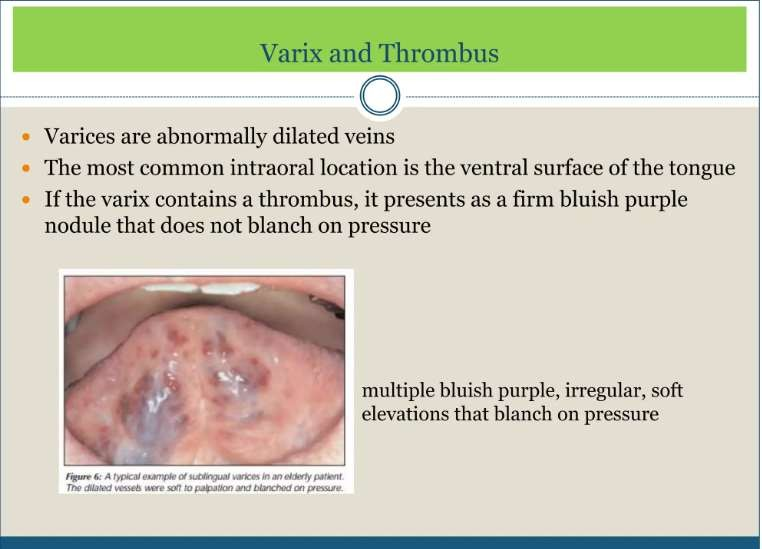 Varix and Thrombus
Varices are abnormally dilated veins
The most common intraoral location is the ventral surface of the tongue
If the varix contains a thrombus, it presents as a firm bluish purple
nodule that does not blanch on pressure
multiple bluish purple, irregular, soft
elevations that blanch on pressure
Figure 6: A typical example of sublingual varices in an elderly patient.
The dilated vessels were soft to palpation and blanched on pressure.